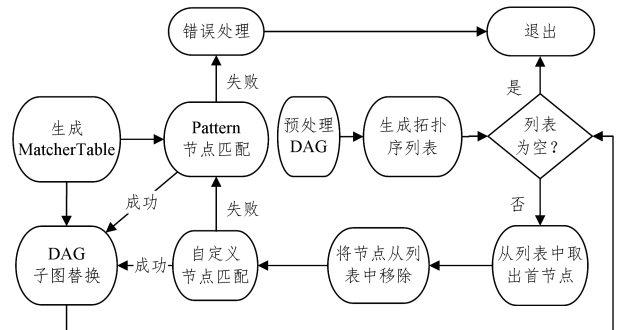 错误处理
退出
失败
是
生成
MatcherTable
Pattern
节点匹配
预处理
DAG
生成拓扑
序列表
列表
为空？
成功
失败
否
DAG
子图替换
成功
自定义
节点匹配
将节点从列
表中移除
从列表中取
出首节点